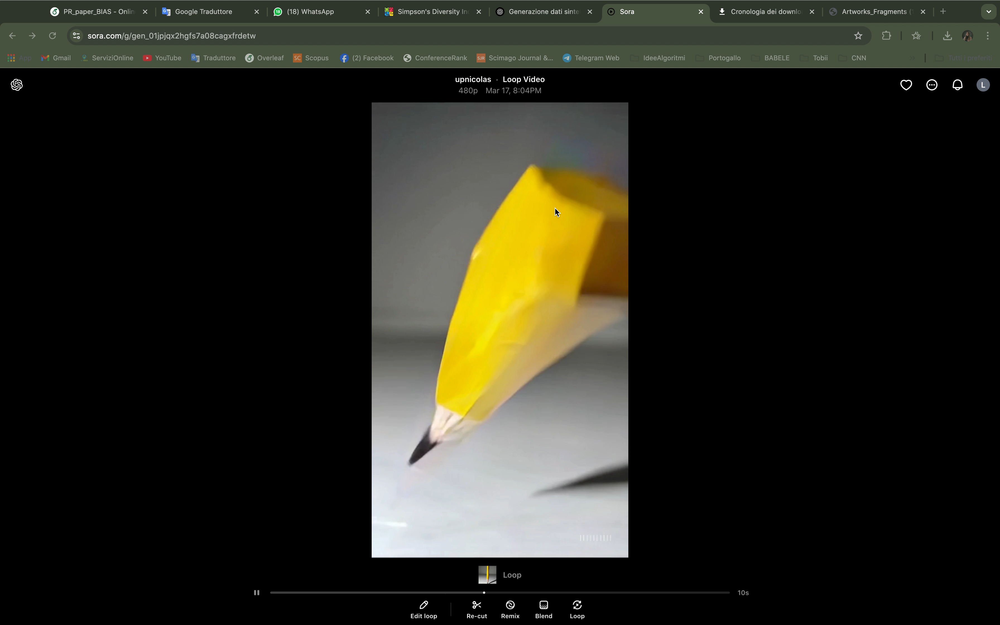 PR_paper_BIAS - Onlin
Google Traduttore
(18) WhatsApp
18
Simpson's Diversity In
Generazione dati sinte
Sora
Cronologia dei downlo
Artworks_Fragments (
sora.com/g/gen_01jpjqx2hgfs7a08cagxfrdetw
App
Gmail
ServiziOnline
YouTube
Traduttore
Overleaf
SC
Scopus
(2) Facebook
ConferenceRank
SJR
Scimago Journal &...
Telegram Web
IdeeAlgoritmi
Portogallo
BABELE
Tobii
CNN
Tutti i preferiti
upnicolas · Loop Video
480p Mar 17, 8:04PM
L
Loop
10s
Edit loop
Re-cut
Remix
Blend
Loop